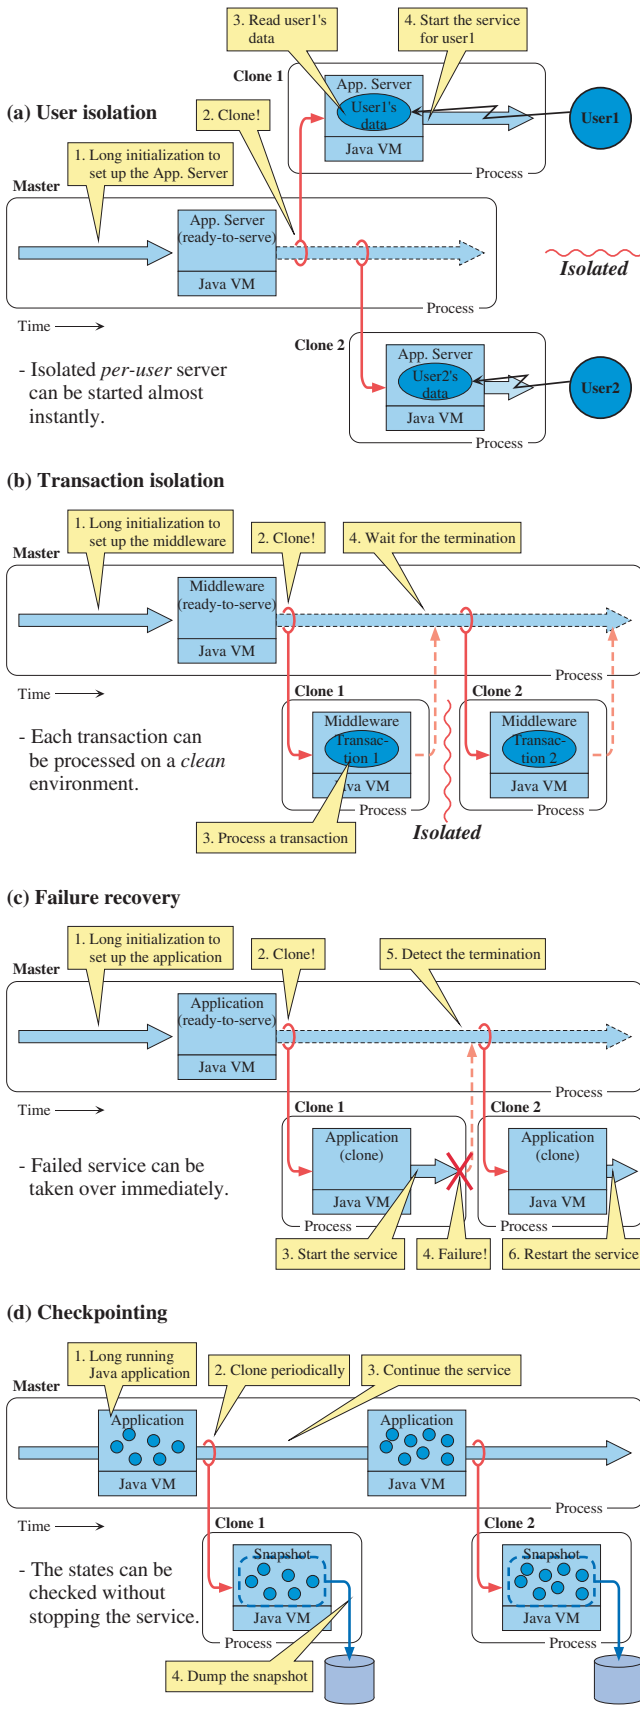 3. Read user1's
data
4. Start the service
for user1
Clone 1
App. Server
User1's
data
Java VM
Process
User1
(a) User isolation
2. Clone!
1. Long initialization to
set up the App. Server
Master
App. Server
(ready-to-serve)
Java VM
Process
Isolated
Time
Clone 2
App. Server
User2's
data
Java VM
Process
User2
- Isolated per-user server
can be started almost
instantly.
(b) Transaction isolation
1. Long initialization to
set up the middleware
2. Clone!
4. Wait for the termination
Master
Middleware
(ready-to-serve)
Java VM
Process
Time
Clone 1
Clone 2
Middleware
Transac-
tion 1
Java VM
Process
Middleware
Transac-
tion 2
Java VM
Process
- Each transaction can
be processed on a clean
environment.
3. Process a transaction
Isolated
(c) Failure recovery
1. Long initialization to
set up the application
2. Clone!
5. Detect the termination
Master
Application
(ready-to-serve)
Java VM
Process
Time
Clone 1
Clone 2
Application
(clone)
Java VM
Process
Application
(clone)
Java VM
Process
- Failed service can be
taken over immediately.
3. Start the service
4. Failure!
6. Restart the service
(d) Checkpointing
1. Long running
Java application
2. Clone periodically
3. Continue the service
Master
Application
Java VM
Application
Java VM
Process
Time
Clone 1
Clone 2
Snapshot
Java VM
Process
Snapshot
Java VM
Process
- The states can be
checked without
stopping the service.
4. Dump the snapshot